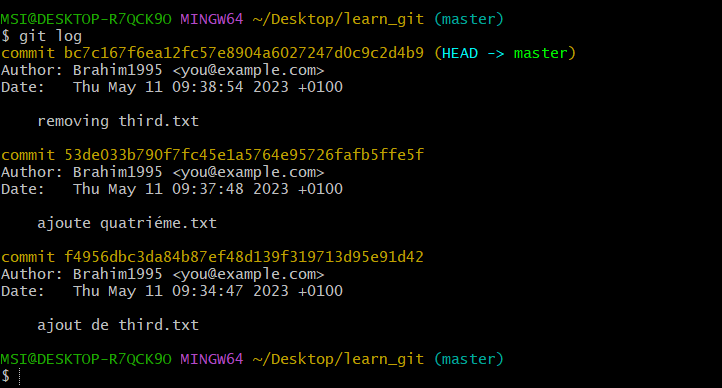 MSI@DESKTOP-R7QCK9O MINGW64 ~/Desktop/learn_git (master)
$ git log
commit bc7c167f6ea12fc57e8904a6027247d0c9c2d4b9 (HEAD -> master)
Author: Brahim1995 <you@example.com>
Date:   Thu May 11 09:38:54 2023 +0100

    removing third.txt

commit 53de033b790f7fc45e1a5764e95726fafb5ffe5f
Author: Brahim1995 <you@example.com>
Date:   Thu May 11 09:37:48 2023 +0100

    ajoute quatriéme.txt

commit f4956dbc3da84b87ef48d139f319713d95e91d42
Author: Brahim1995 <you@example.com>
Date:   Thu May 11 09:34:47 2023 +0100

    ajout de third.txt

MSI@DESKTOP-R7QCK9O MINGW64 ~/Desktop/learn_git (master)
$